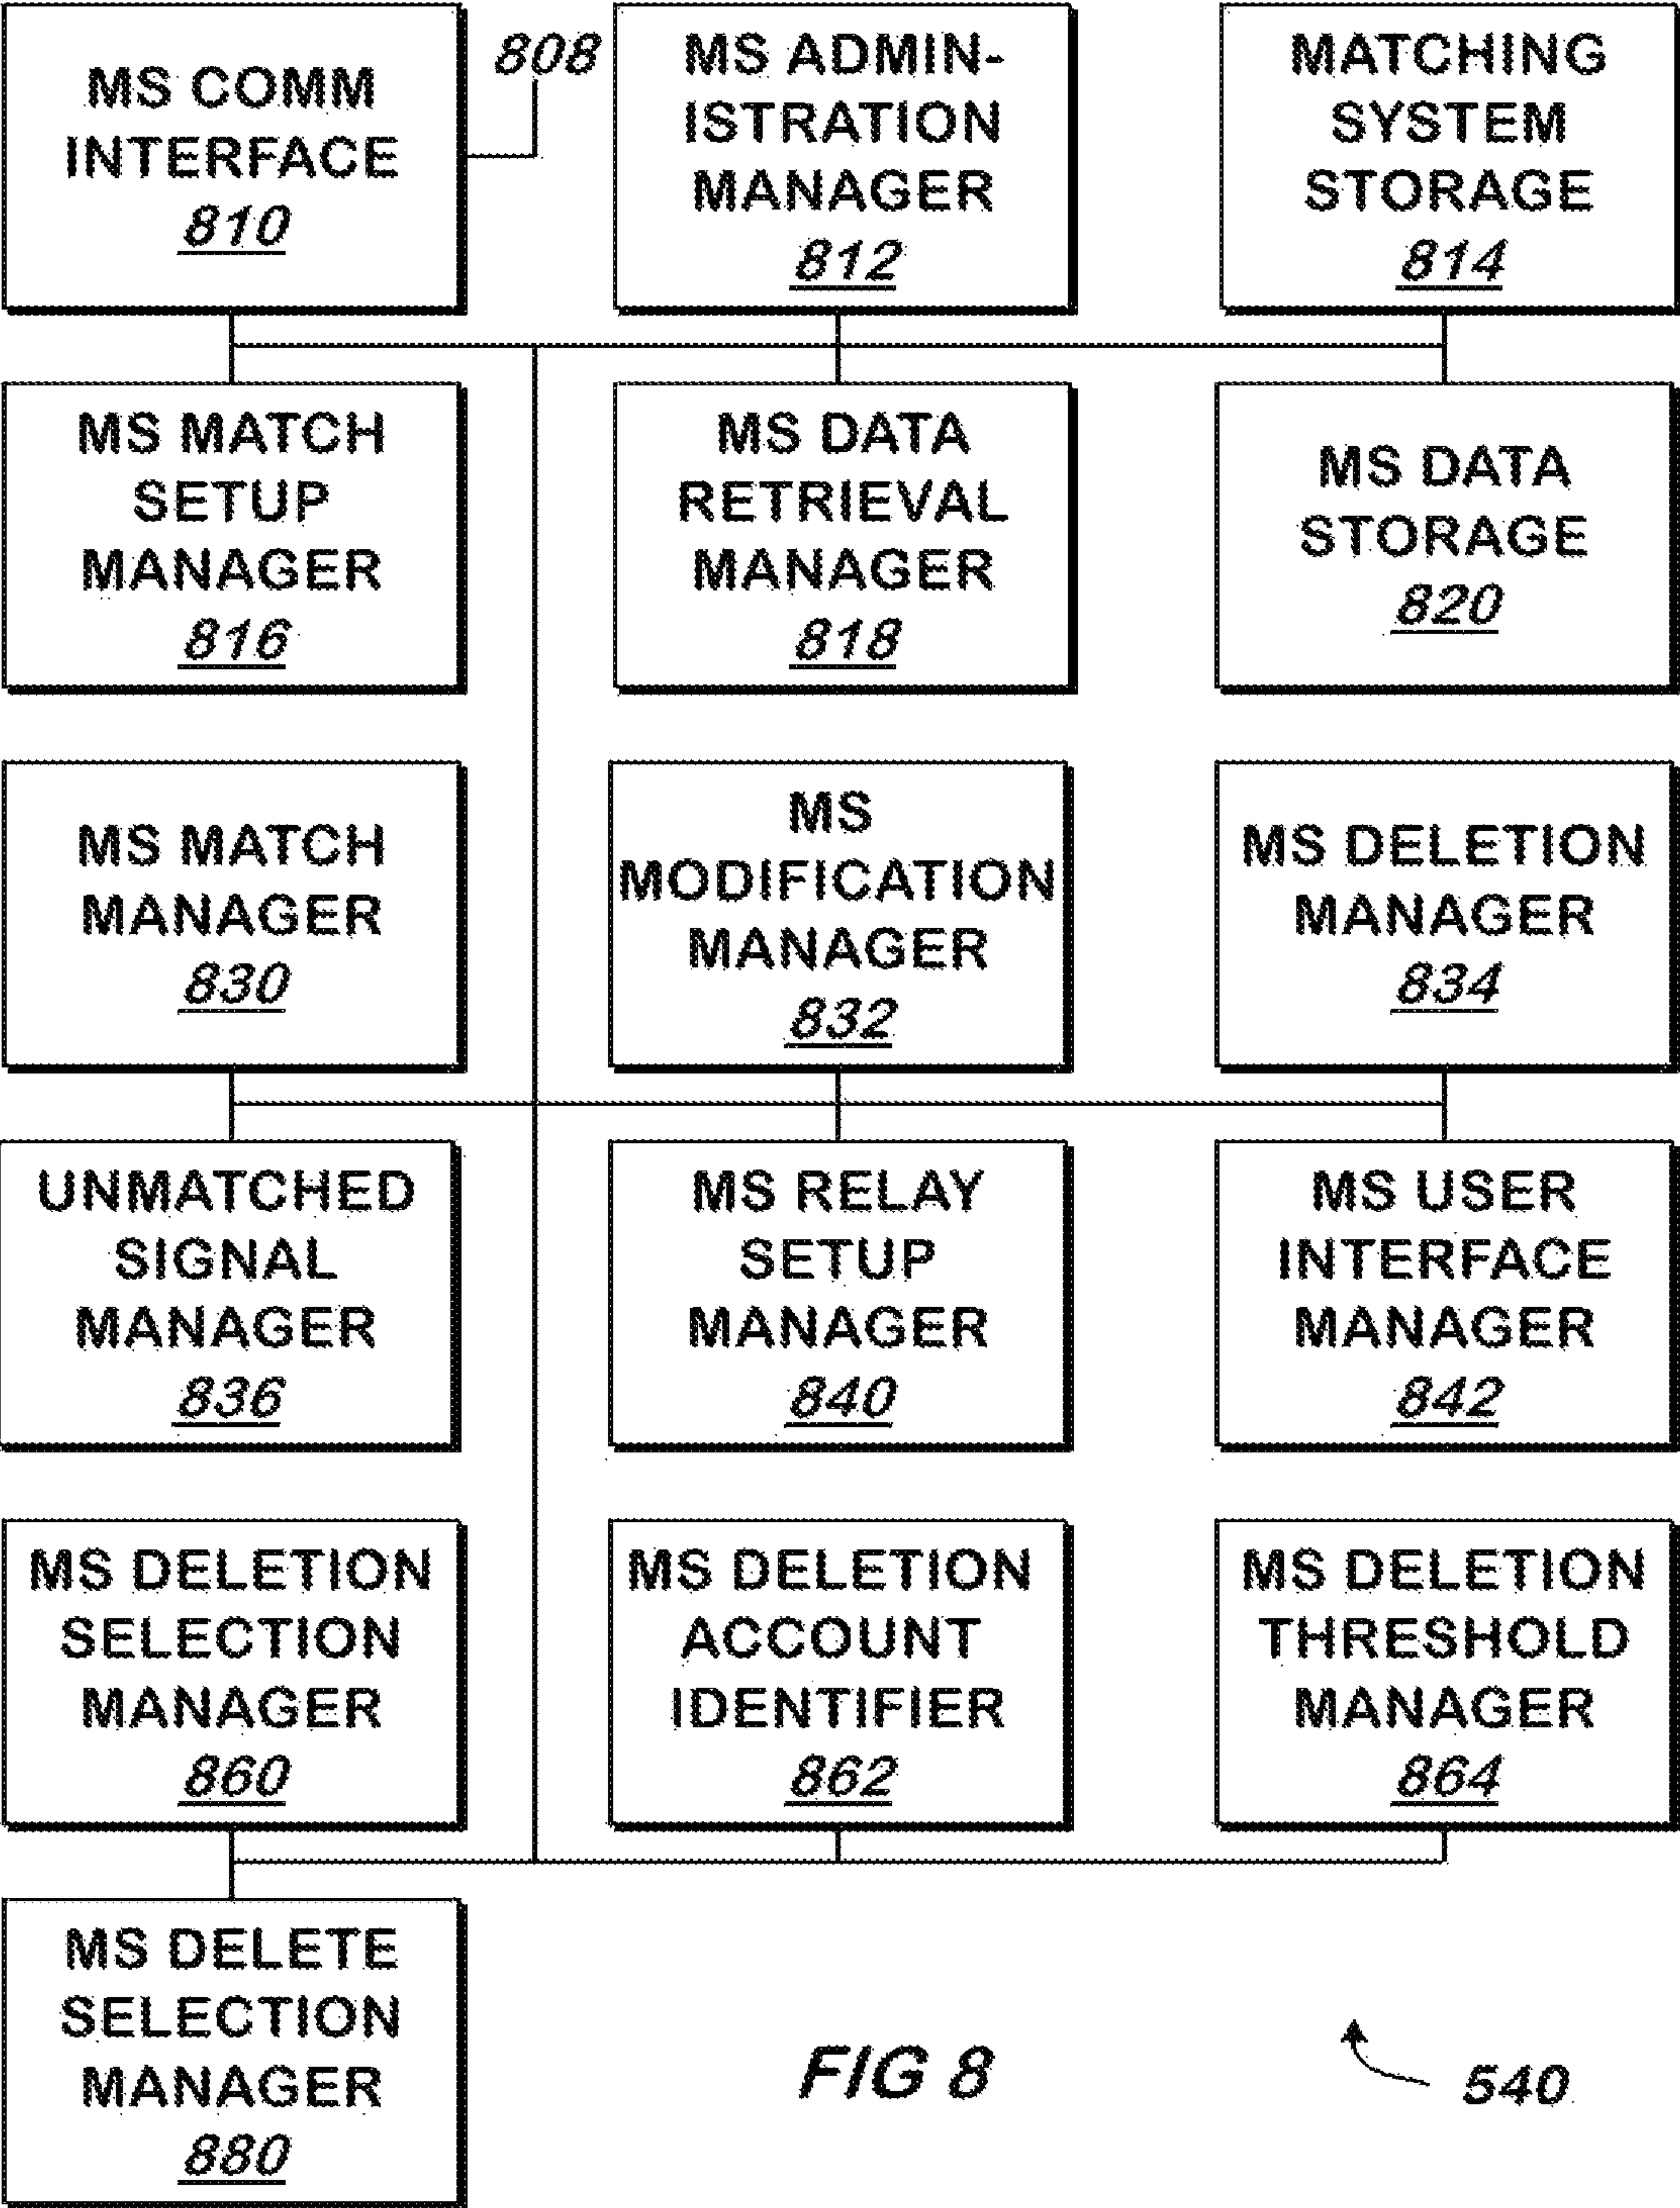 MS COMM
INTERFACE
810
808
MS ADMIN-
ISTRATION
MANAGER
812
MATCHING
SYSTEM
STORAGE
814
MS MATCH
SETUP
MANAGER
816
MS DATA
RETRIEVAL
MANAGER
818
MS DATA
STORAGE
820
MS MATCH
MANAGER
830
MS
MODIFICATION
MANAGER
832
MS DELETION
MANAGER
834
UNMATCHED
SIGNAL
MANAGER
836
MS RELAY
SETUP
MANAGER
840
MS USER
INTERFACE
MANAGER
842
MS DELETION
SELECTION
MANAGER
860
MS DELETION
ACCOUNT
IDENTIFIER
862
MS DELETION
THRESHOLD
MANAGER
864
MS DELETE
SELECTION
MANAGER
880
FIG 8
540